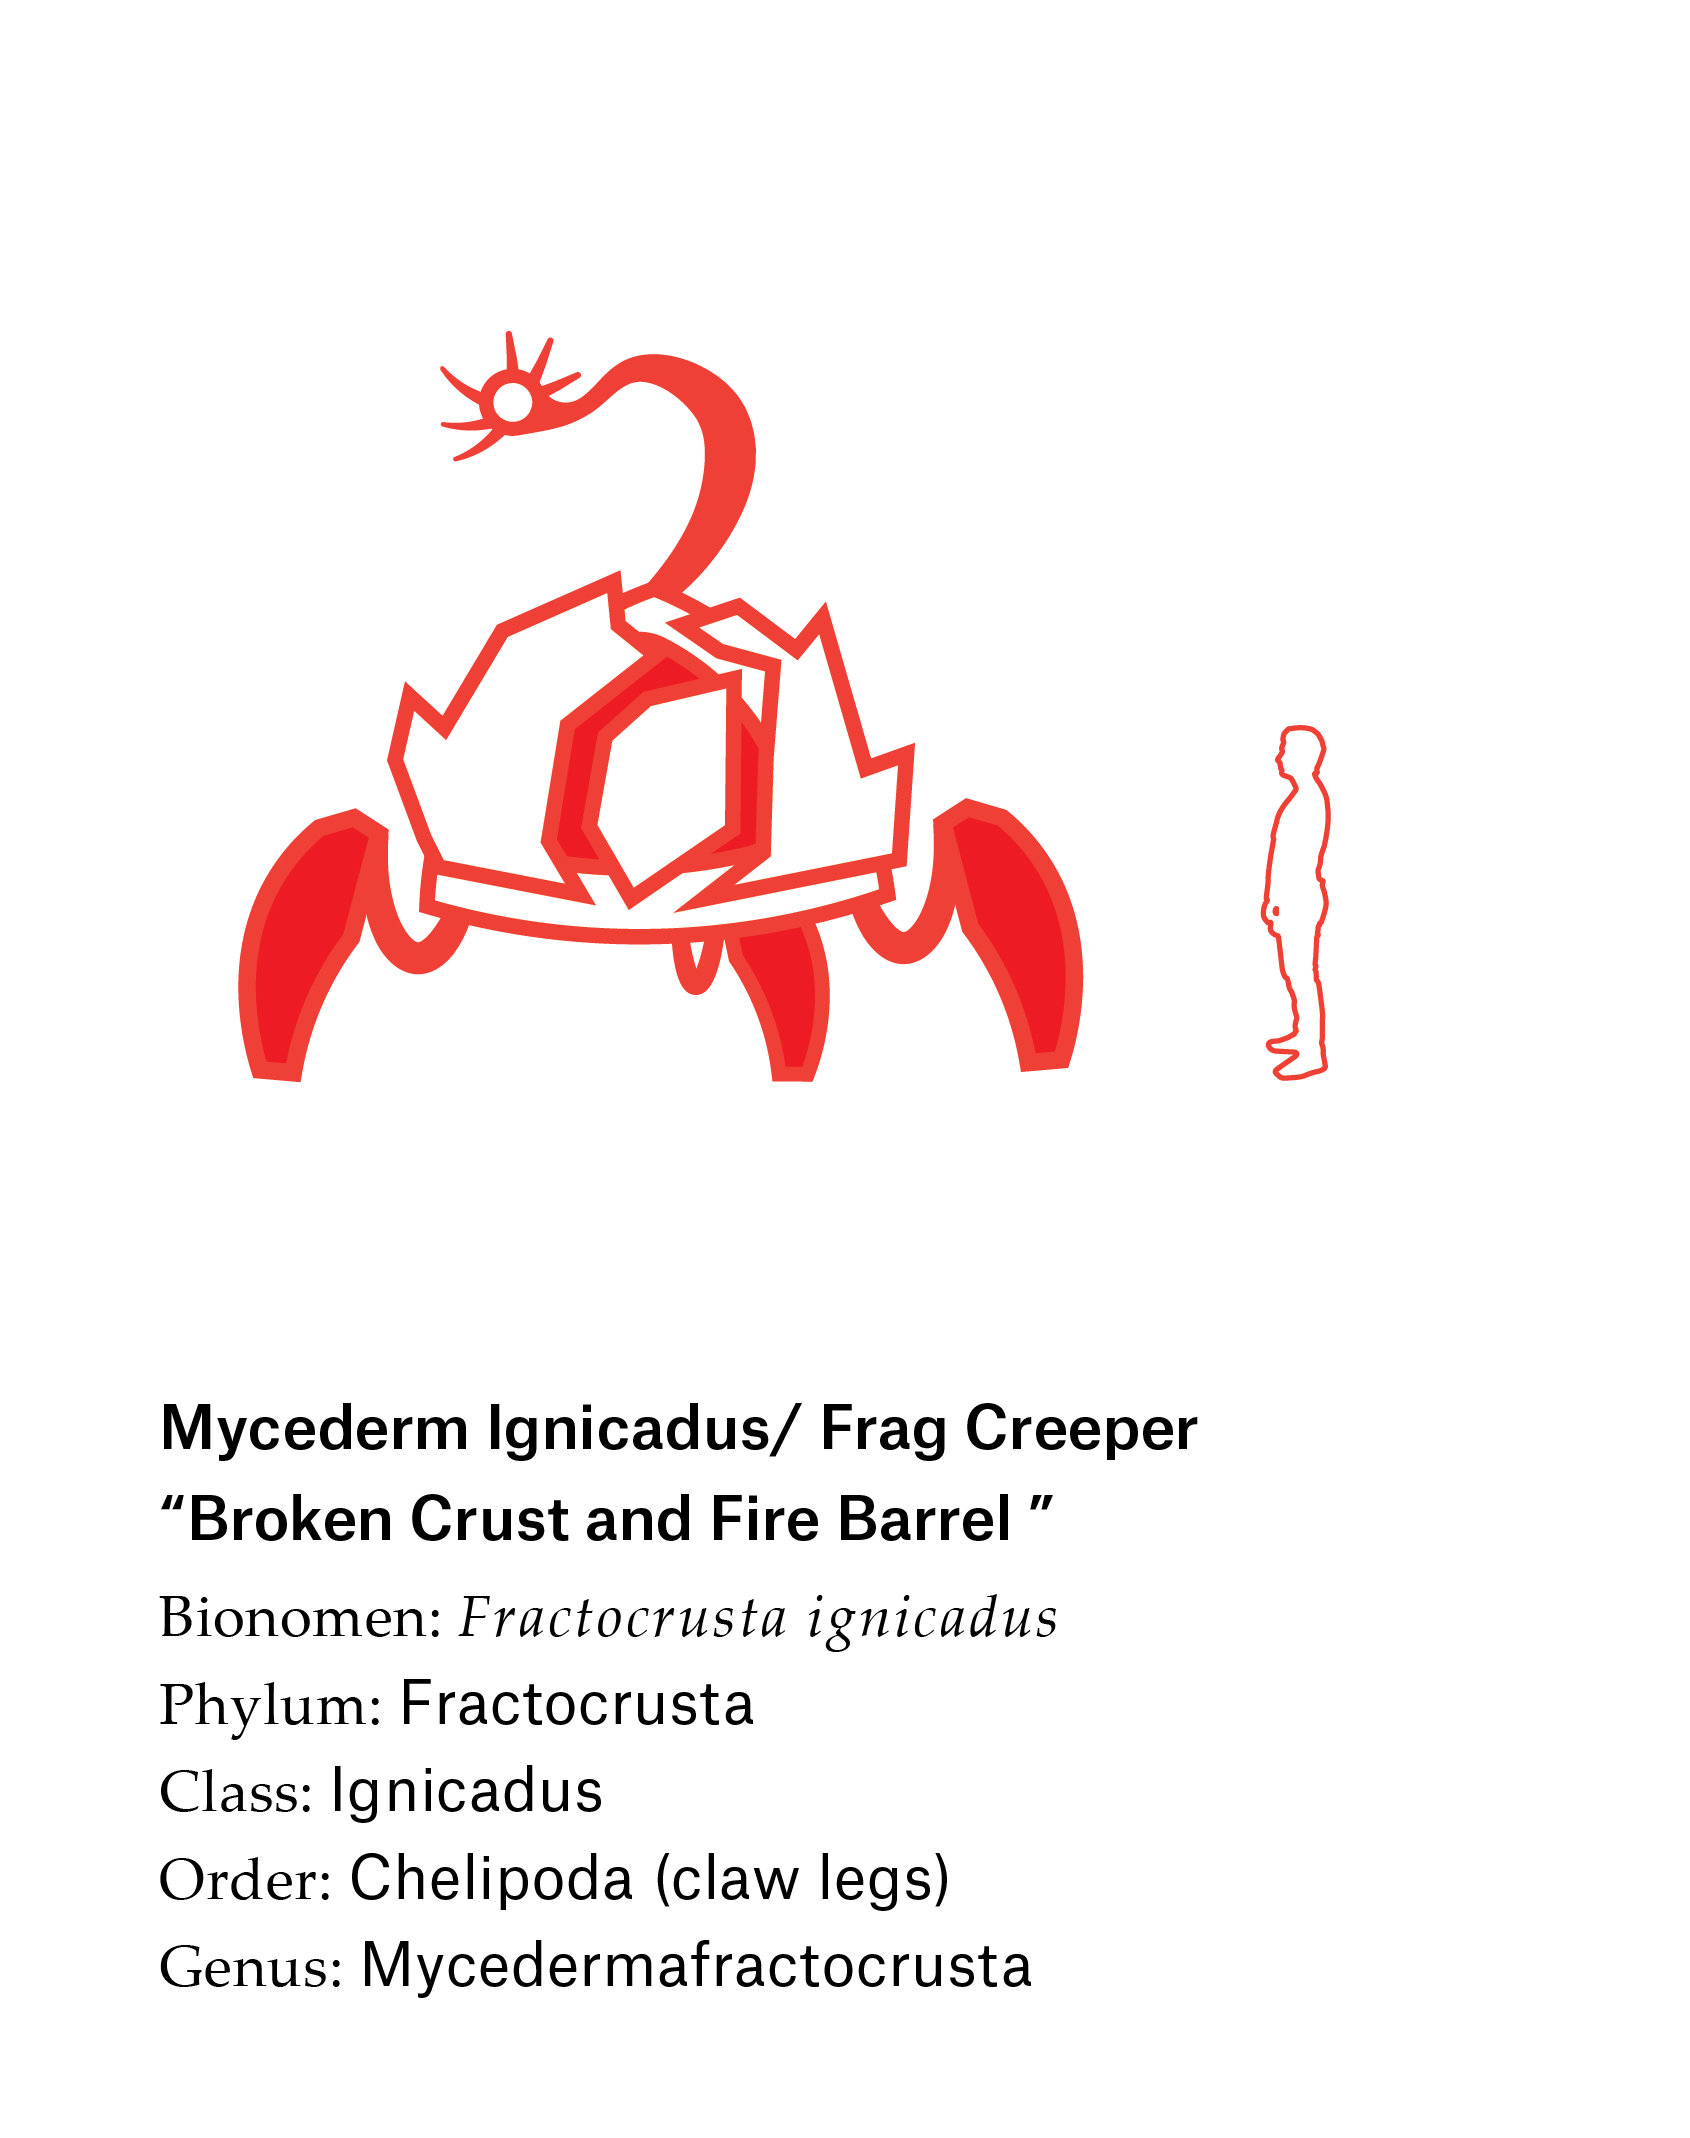 Mycederm Ignicadus/ Frag Creeper
“Broken Crust and Fire Barrel ”
Bionomen: Fractocrusta ignicadus
Phylum: Fractocrusta
Class: Ignicadus
Order: Chelipoda (claw legs)
Genus: Mycedermafractocrusta